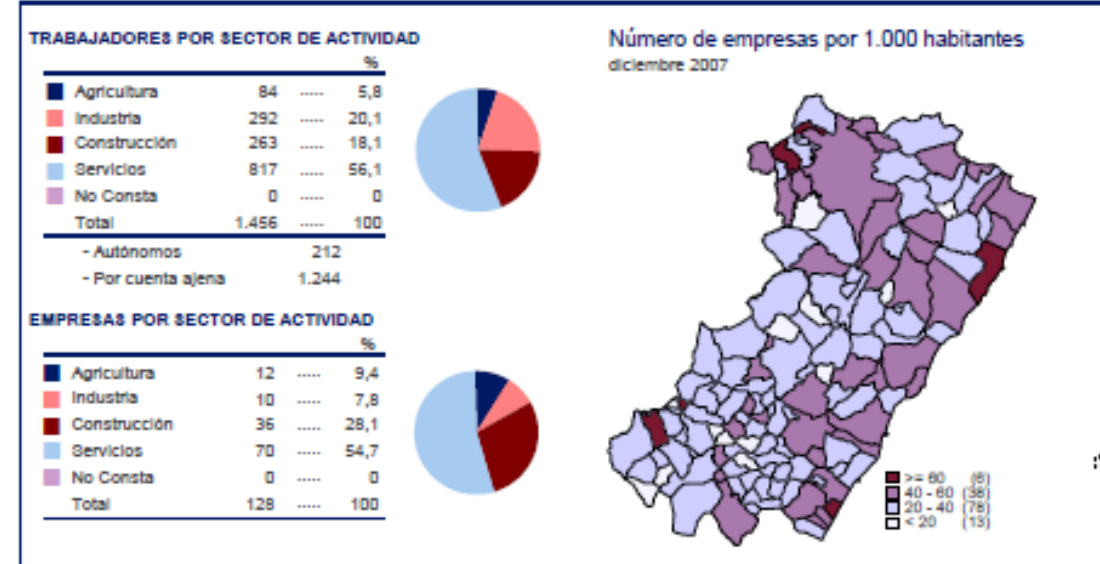 TRABAJADORES POR SECTOR DE ACTIVIDAD
%
Agricultura 84 ..... 5,8
Industria 292 ..... 20,1
Construcción 263 ..... 18,1
Servicios 817 ..... 56,1
No Consta 0 ..... 0
Total 1.456 ..... 100
- Autónomos 212
- Por cuenta ajena 1.244
EMPRESAS POR SECTOR DE ACTIVIDAD
%
Agricultura 12 ..... 9,4
Industria 10 ..... 7,8
Construcción 36 ..... 28,1
Servicios 70 ..... 54,7
No Consta 0 ..... 0
Total 128 ..... 100
Número de empresas por 1.000 habitantes
diciembre 2007
>= 60 (6)
40 - 60 (38)
20 - 40 (78)
< 20 (13)